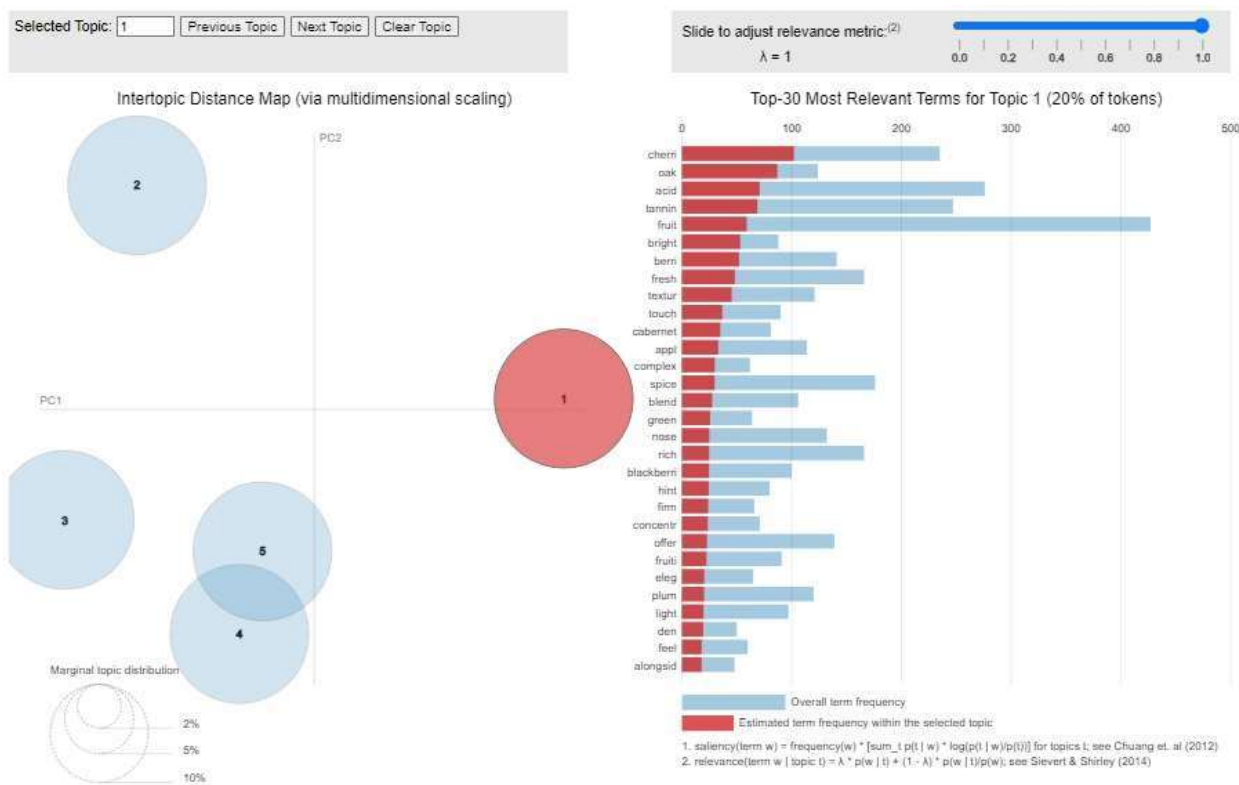 Selected Topic: 1 Previous Topic Next Topic Clear Topic
Slide to adjust relevance metric:(2)
λ = 1
0.0 0.2 0.4 0.6 0.8 1.0
Intertopic Distance Map (via multidimensional scaling)
PC2
PC1
2
1
3
5
4
Marginal topic distribution
2%
5%
10%
Top-30 Most Relevant Terms for Topic 1 (20% of tokens)
0 100 200 300 400 500
cherri
oak
acid
tannin
fruit
bright
berri
fresh
textur
touch
cabernet
appl
complex
spice
blend
green
nose
rich
blackberri
hint
firm
concentr
offer
fruiti
eleg
plum
light
den
feel
alongsid
Overall term frequency
Estimated term frequency within the selected topic
1. saliency(term w) = frequency(w) * [sum_t p(t | w) * log(p(t | w)/p(t))] for topics t; see Chuang et. al (2012)
2. relevance(term w | topic t) = λ * p(w | t) + (1 - λ) * p(w | t)/p(w); see Sievert & Shirley (2014)